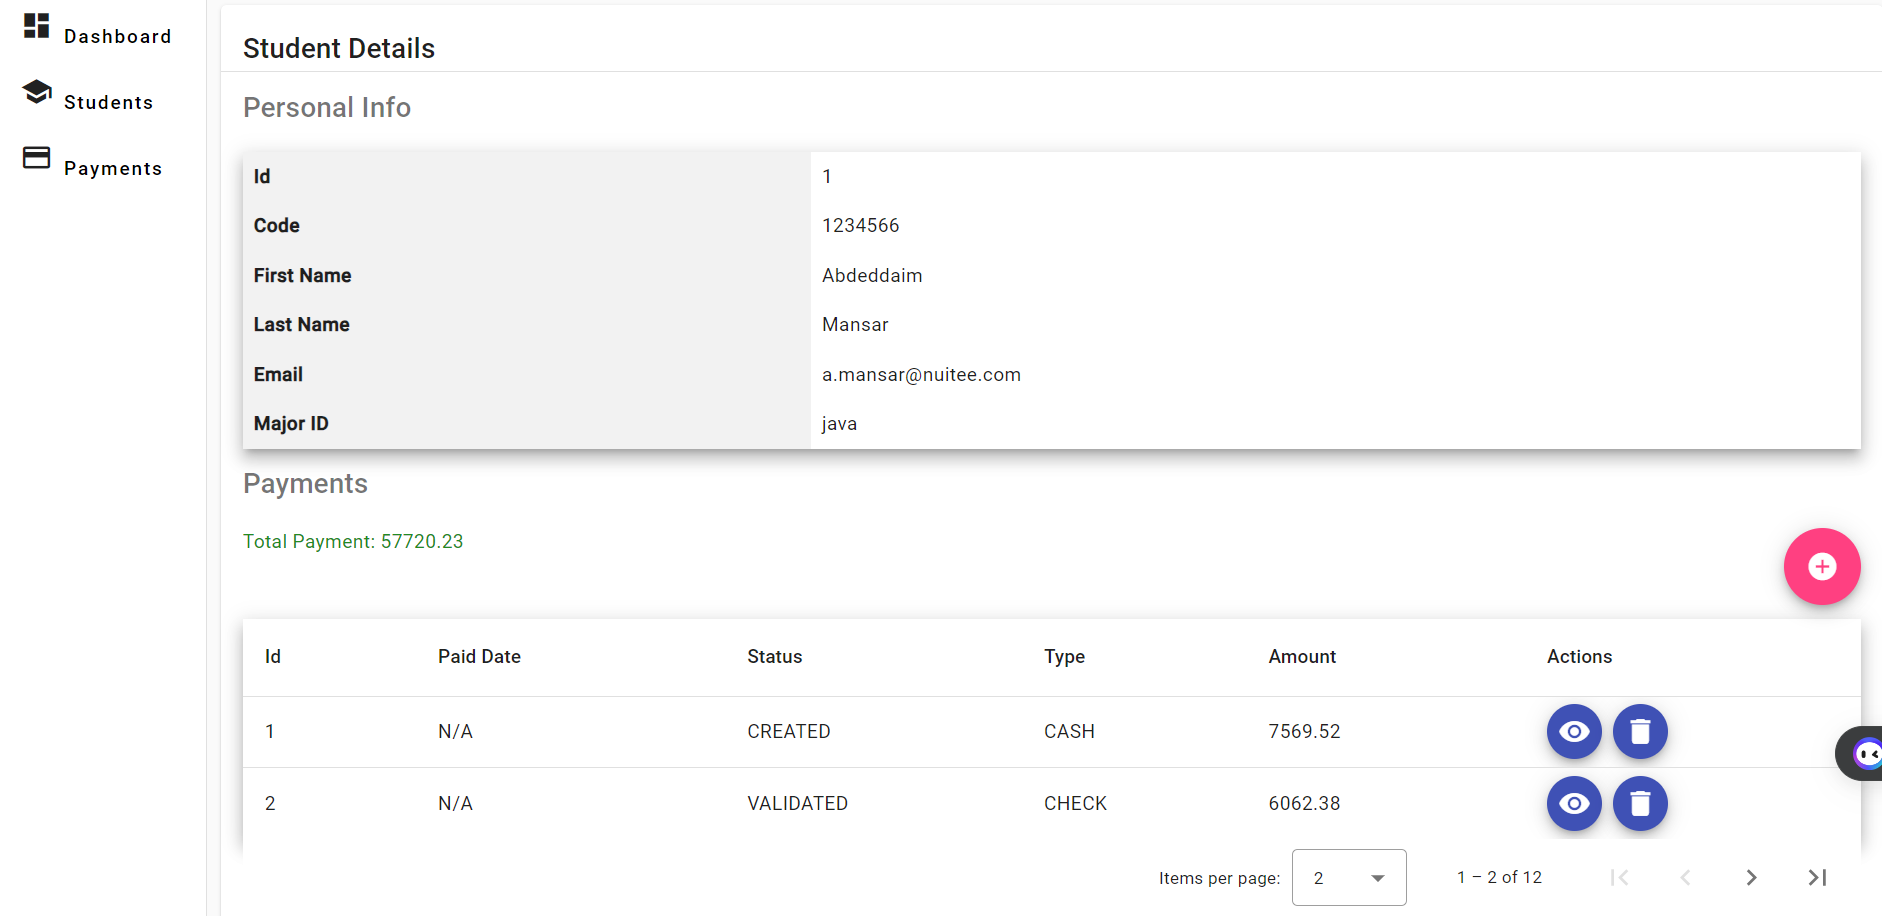 Dashboard
Students
Payments
Student Details
Personal Info
Id 1
Code 1234566
First Name Abdeddaim
Last Name Mansar
Email a.mansar@nuitee.com
Major ID java
Payments
Total Payment: 57720.23
Id Paid Date Status Type Amount Actions
1 N/A CREATED CASH 7569.52
2 N/A VALIDATED CHECK 6062.38
Items per page: 2 1 – 2 of 12